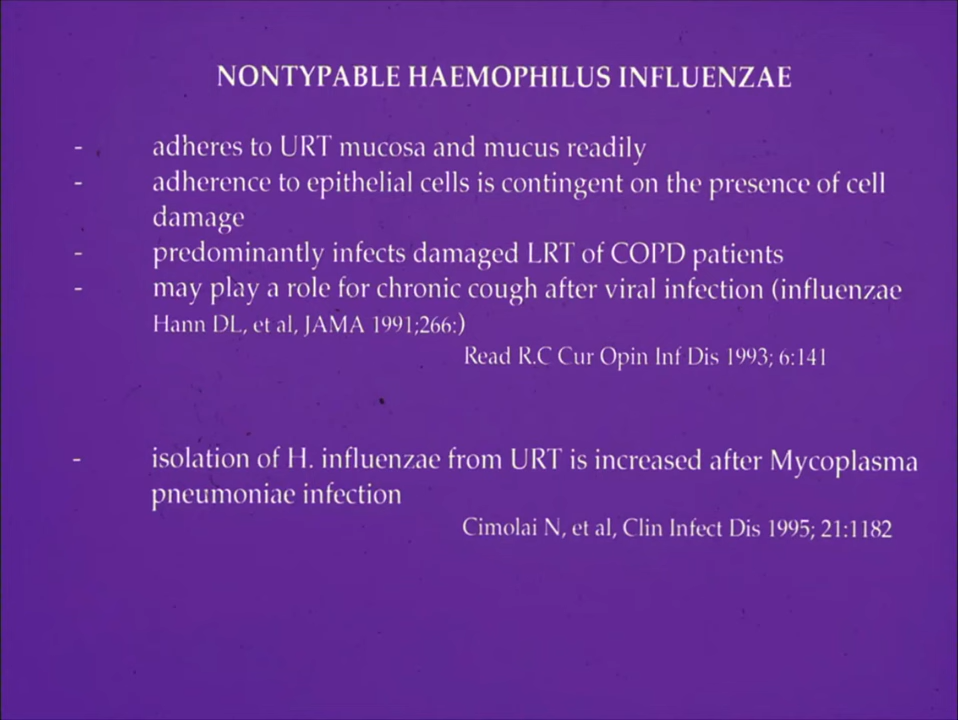 NONTYPABLE HAEMOPHILUS INFLUENZAE
- adheres to URT mucosa and mucus readily
- adherence to epithelial cells is contingent on the presence of cell
damage
- predominantly infects damaged LRT of COPD patients
- may play a role for chronic cough after viral infection (influenzae
Hann DL, et al, JAMA 1991;266:)
Read R.C Cur Opin Inf Dis 1993; 6:141
- isolation of H. influenzae from URT is increased after Mycoplasma
pneumoniae infection
Cimolai N, et al, Clin Infect Dis 1995; 21:1182